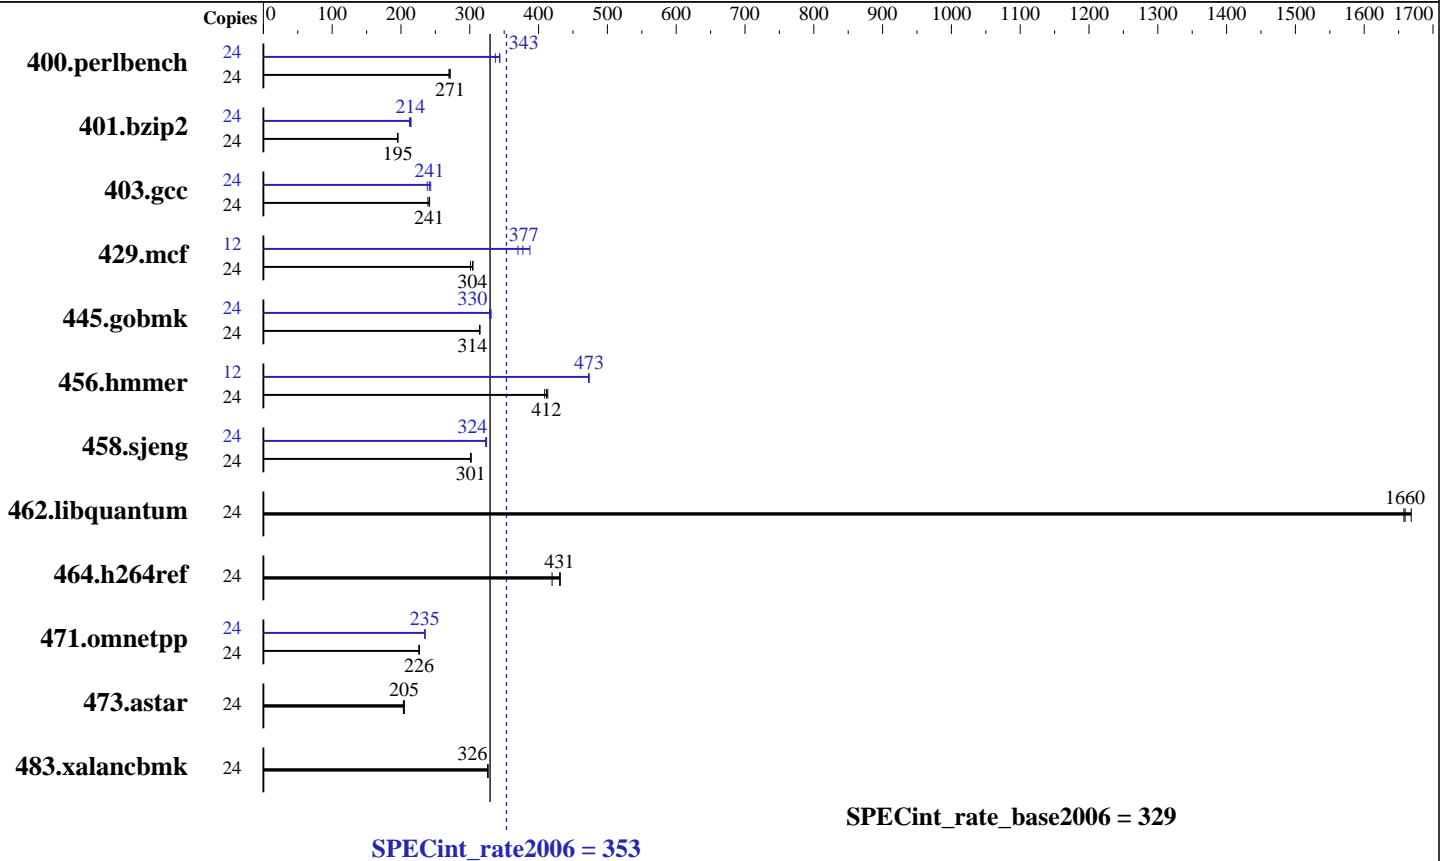 Copies 0 100 200 300 400 500 600 700 800 900 1000 1100 1200 1300 1400 1500 1600 1700
400.perlbench 24 343
24 271
401.bzip2 24 214
24 195
403.gcc 24 241
24 241
429.mcf 12 377
24 304
445.gobmk 24 330
24 314
456.hmmer 12 473
24 412
458.sjeng 24 324
24 301
462.libquantum 24 1660
464.h264ref 24 431
471.omnetpp 24 235
24 226
473.astar 24 205
483.xalancbmk 24 326
SPECint_rate_base2006 = 329
SPECint_rate2006 = 353